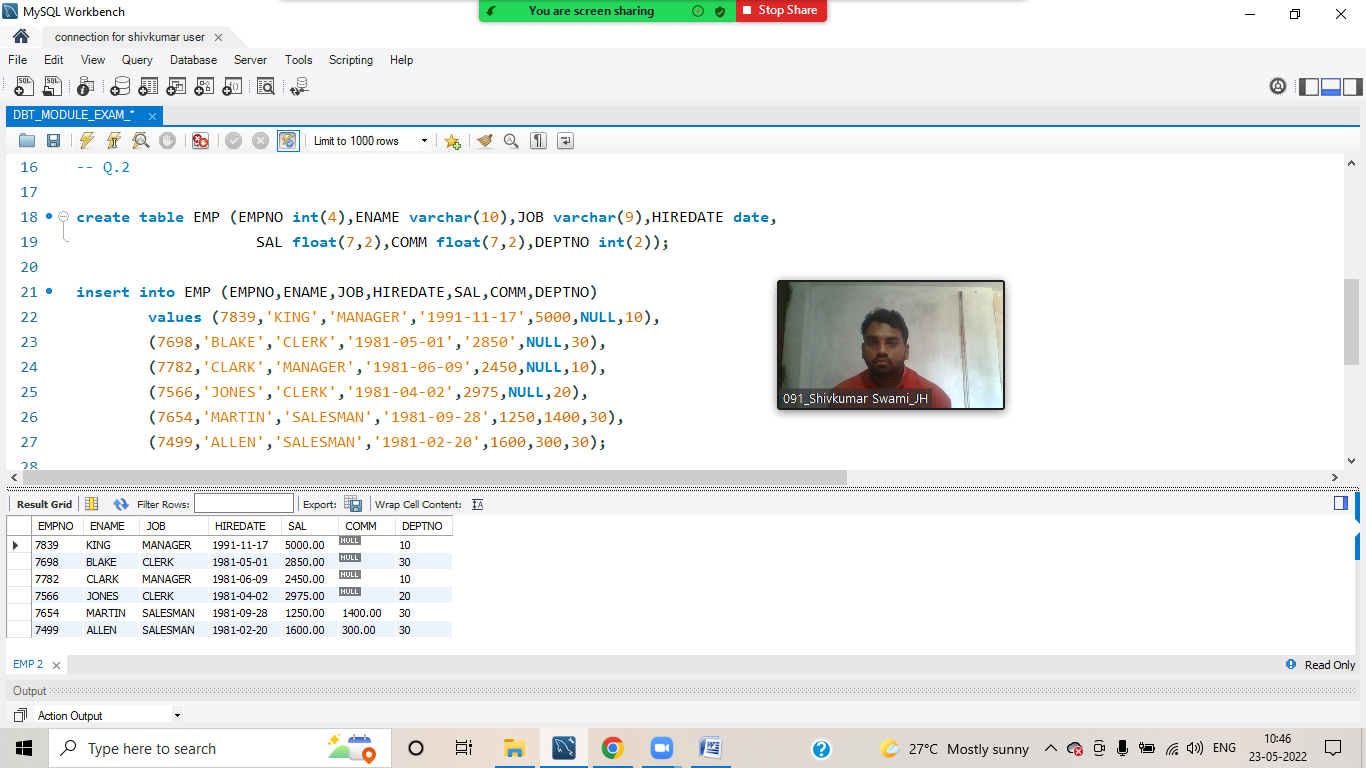 MySQL Workbench
You are screen sharing
Stop Share
connection for shivkumar user
File Edit View Query Database Server Tools Scripting Help
DBT_MODULE_EXAM_*
Limit to 1000 rows
16 -- Q.2
17
18 create table EMP (EMPNO int(4),ENAME varchar(10),JOB varchar(9),HIREDATE date,
19 SAL float(7,2),COMM float(7,2),DEPTNO int(2));
20
21 insert into EMP (EMPNO,ENAME,JOB,HIREDATE,SAL,COMM,DEPTNO)
22 values (7839,'KING','MANAGER','1991-11-17',5000,NULL,10),
23 (7698,'BLAKE','CLERK','1981-05-01','2850',NULL,30),
24 (7782,'CLARK','MANAGER','1981-06-09',2450,NULL,10),
25 (7566,'JONES','CLERK','1981-04-02',2975,NULL,20),
26 (7654,'MARTIN','SALESMAN','1981-09-28',1250,1400,30),
27 (7499,'ALLEN','SALESMAN','1981-02-20',1600,300,30);
28
091_Shivkumar Swami_JH
Result Grid Filter Rows: Export: Wrap Cell Content:
EMPNO ENAME JOB HIREDATE SAL COMM DEPTNO
7839 KING MANAGER 1991-11-17 5000.00 NULL 10
7698 BLAKE CLERK 1981-05-01 2850.00 NULL 30
7782 CLARK MANAGER 1981-06-09 2450.00 NULL 10
7566 JONES CLERK 1981-04-02 2975.00 NULL 20
7654 MARTIN SALESMAN 1981-09-28 1250.00 1400.00 30
7499 ALLEN SALESMAN 1981-02-20 1600.00 300.00 30
EMP 2 Read Only
Output
Action Output
Type here to search
27°C Mostly sunny
ENG
10:46
23-05-2022